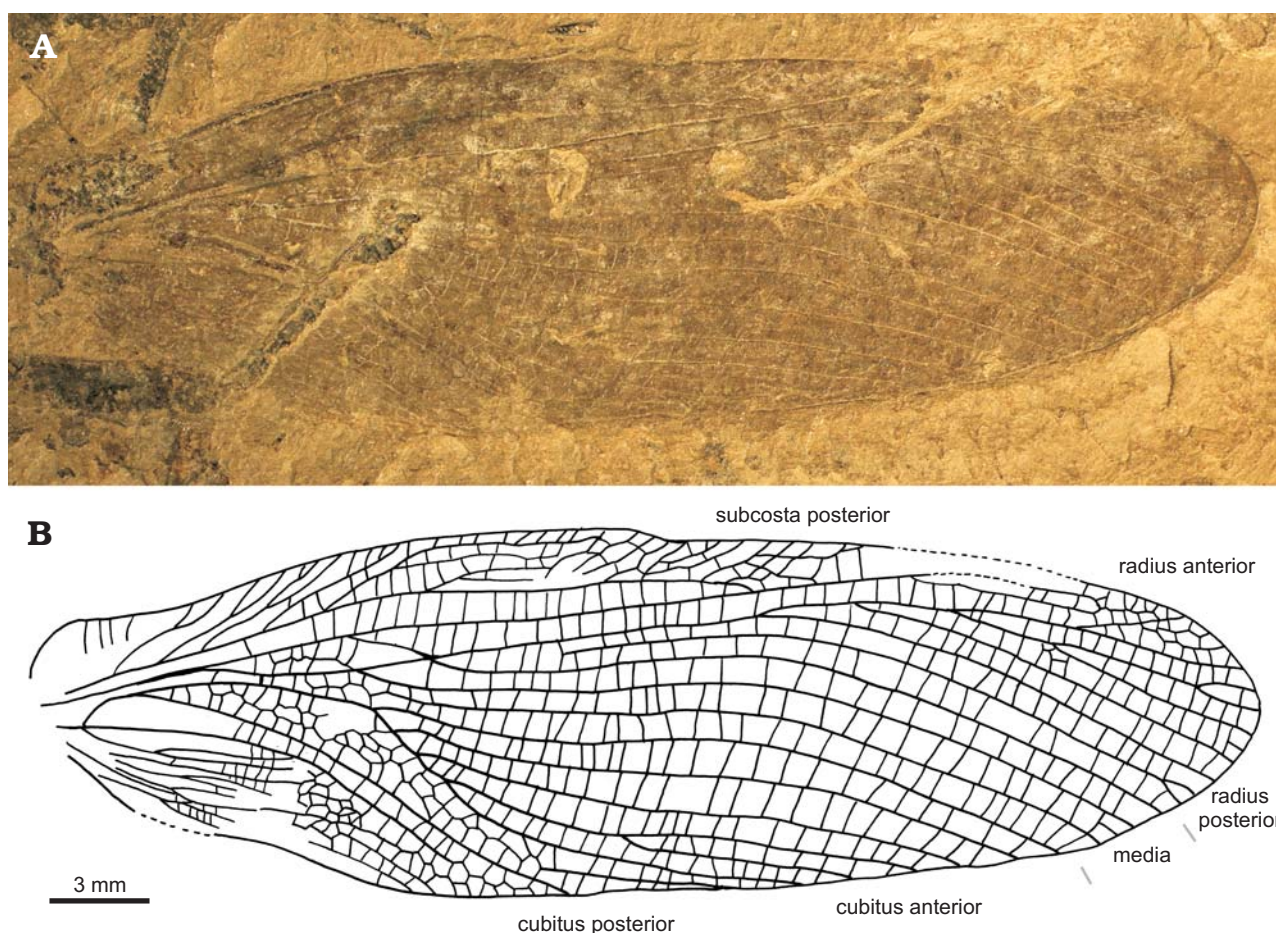 A
B
subcosta posterior
radius anterior
radius
posterior
media
cubitus anterior
cubitus posterior
3 mm